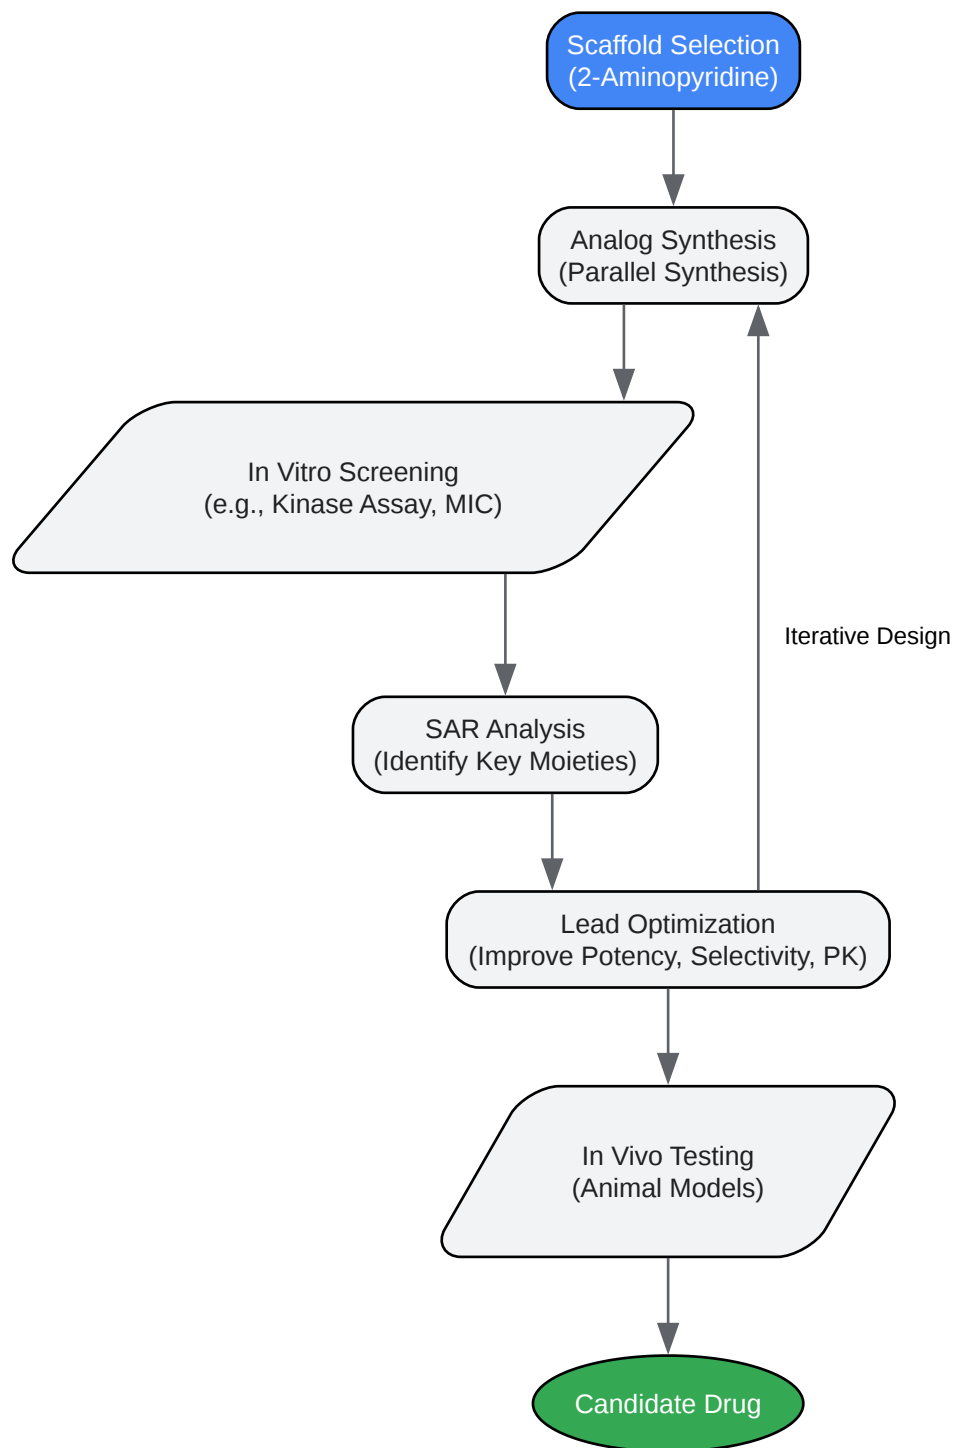 Scaffold Selection
(2-Aminopyridine)
Analog Synthesis
(Parallel Synthesis)
In Vitro Screening
(e.g., Kinase Assay, MIC)
Iterative Design
SAR Analysis
(Identify Key Moieties)
Lead Optimization
(Improve Potency, Selectivity, PK)
In Vivo Testing
(Animal Models)
Candidate Drug